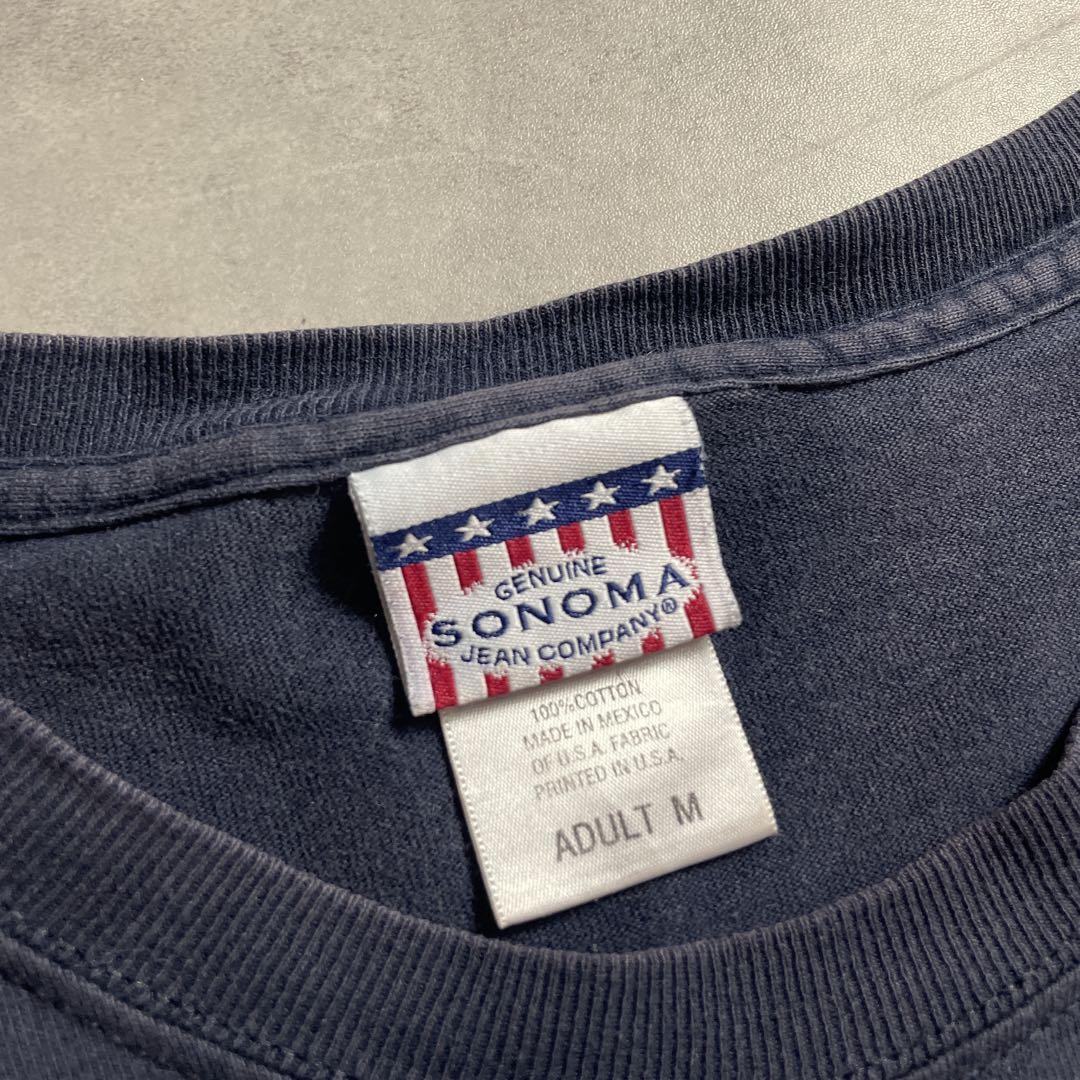 GENUINE
SONOMA
JEAN COMPANY®
100% COTTON
MADE IN MEXICO
OF U.S.A. FABRIC
PRINTED IN U.S.A.
ADULT M